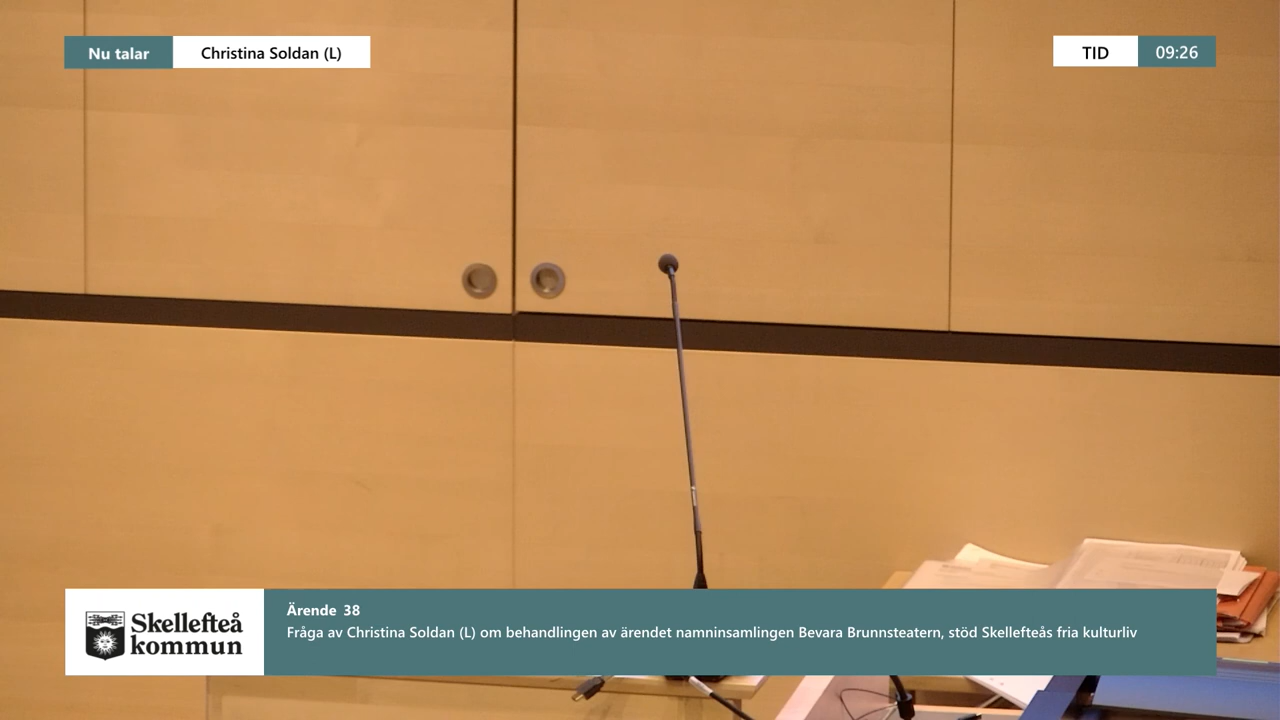 Nu talar
Christina Soldan (L)
TID
09:26
Skellefteå
kommun
Ärende 38
Fråga av Christina Soldan (L) om behandlingen av ärendet namninsamlingen Bevara Brunnsteatern, stöd Skellefteås fria kulturliv